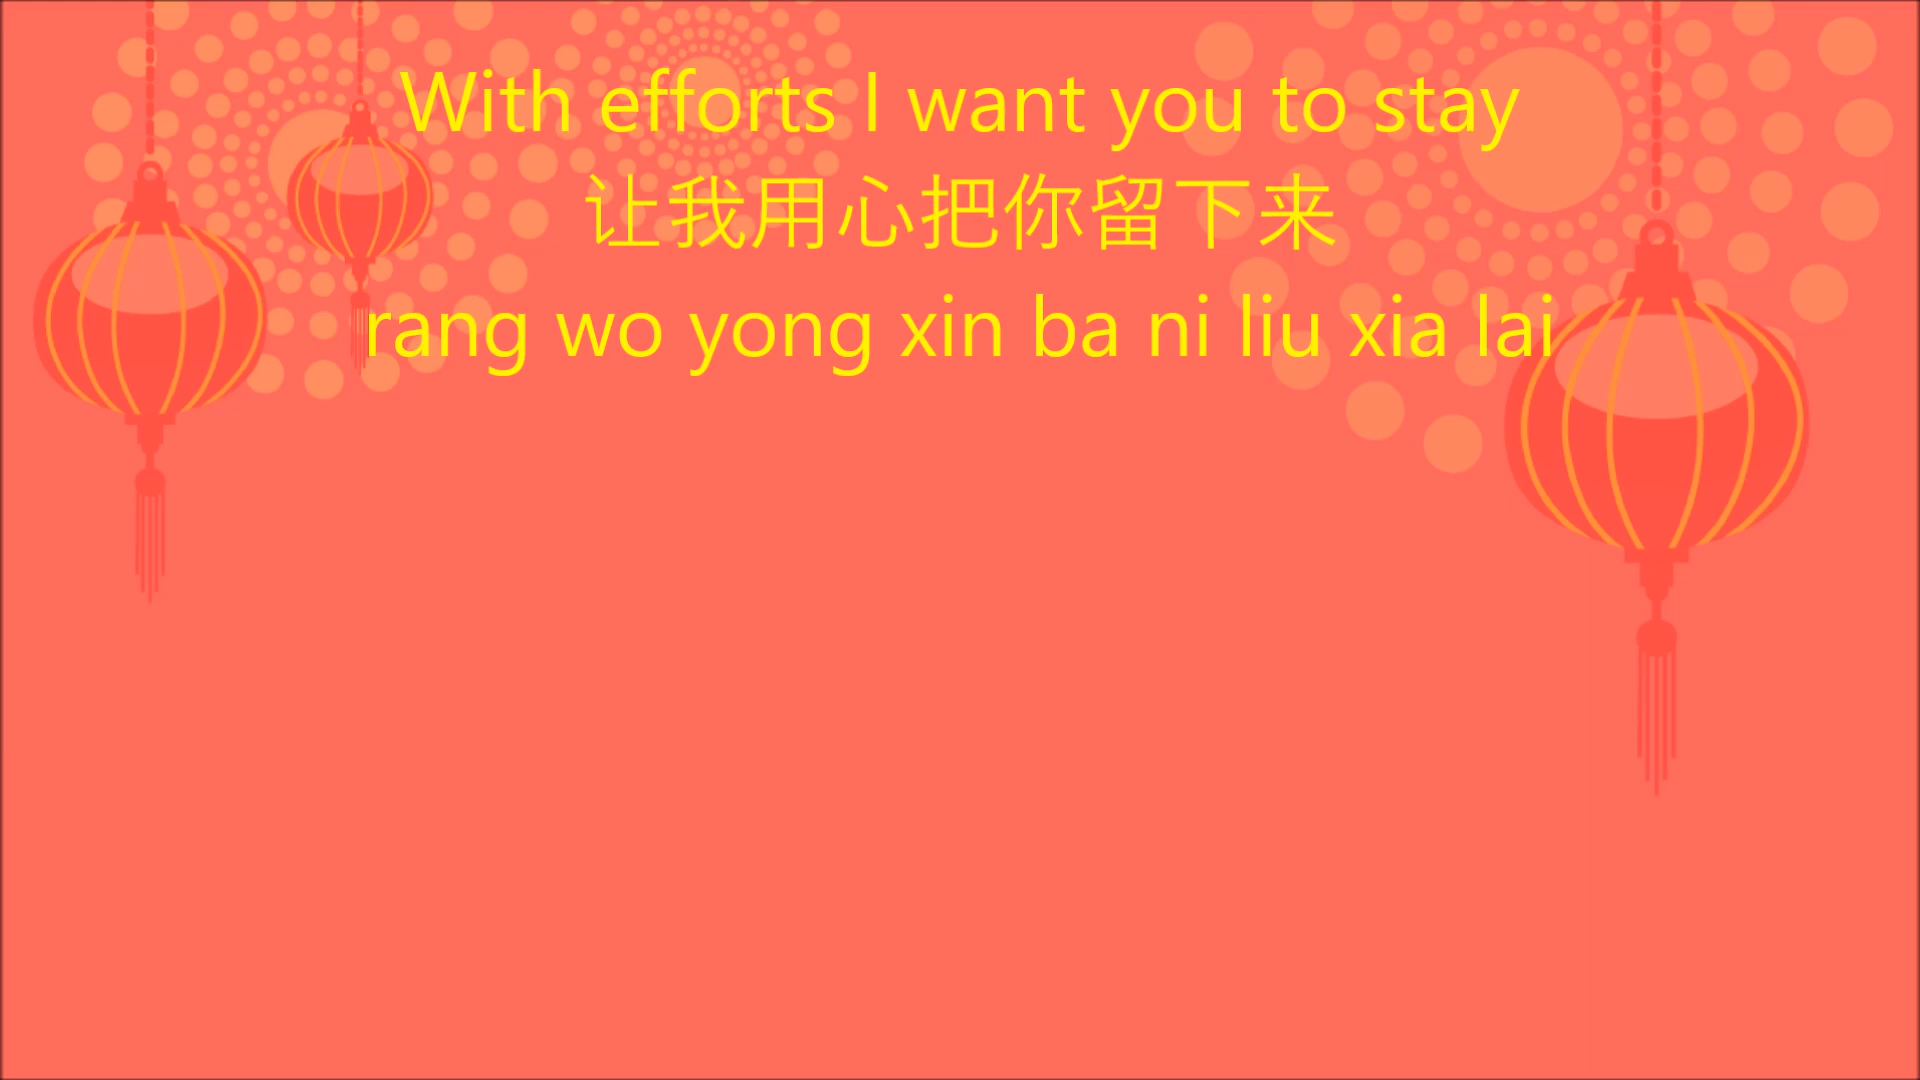 With efforts I want you to stay
让我用心把你留下来
rang wo yong xin ba ni liu xia lai